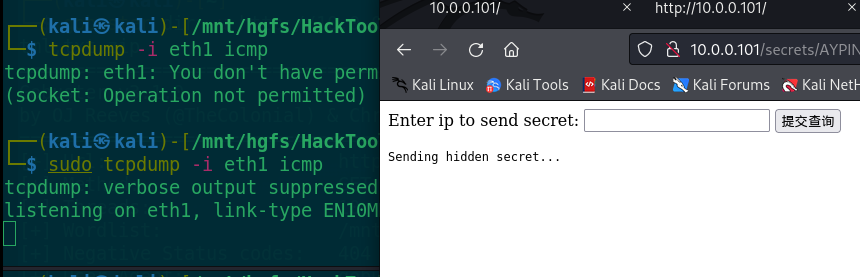 ┌──(kali㉿kali)-[/mnt/hgfs/HackToo
└─$ tcpdump -i eth1 icmp
tcpdump: eth1: You don't have perm
(socket: Operation not permitted)
┌──(kali㉿kali)-[/mnt/hgfs/HackToo
└─$ sudo tcpdump -i eth1 icmp
tcpdump: verbose output suppressed
listening on eth1, link-type EN10M
10.0.0.101/
http://10.0.0.101/
10.0.0.101/secrets/AYPIN
Kali Linux Kali Tools Kali Docs Kali Forums Kali NetH
Enter ip to send secret: 提交查询
Sending hidden secret...